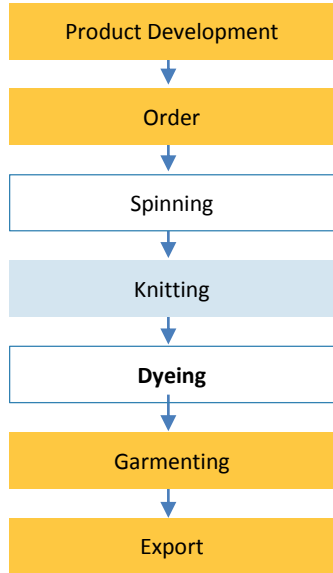 Product Development
Order
Spinning
Knitting
Dyeing
Garmenting
Export